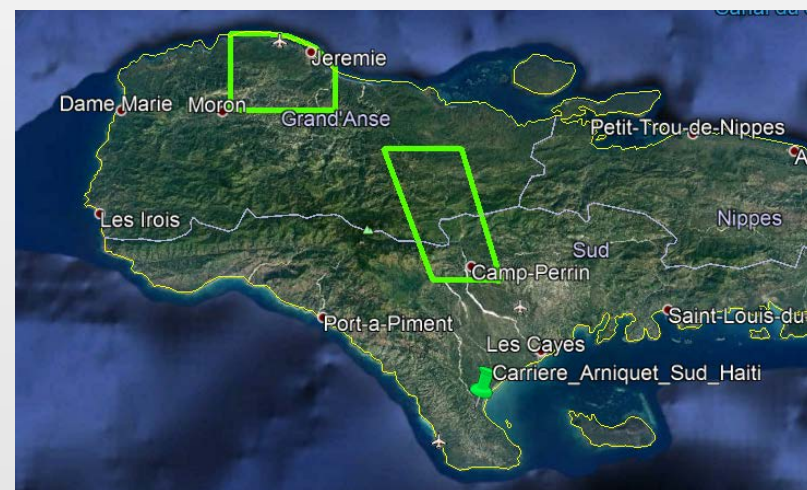 Jeremie
Dame Marie
Moron
Grand'Anse
Petit-Trou-de-Nippes
A
Les Irois
Nippes
Sud
Camp-Perrin
Port-a-Piment
Saint-Louis-du
Les Cayes
Carriere_Arniquet_Sud_Haiti